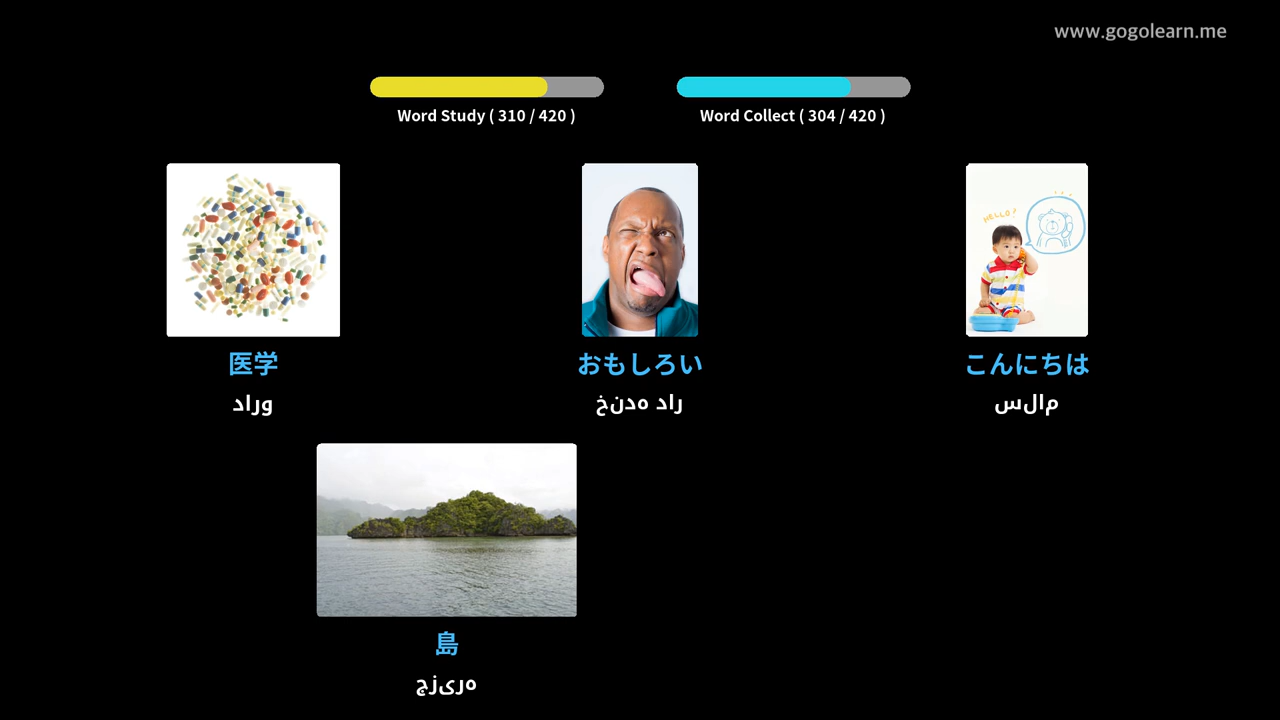 www.gogolearn.me
Word Study ( 310 / 420 )
Word Collect ( 304 / 420 )
医学
وراد
おもしろい
راد هدنخ
こんにちは
مالس
HELLO?
島
هریزج